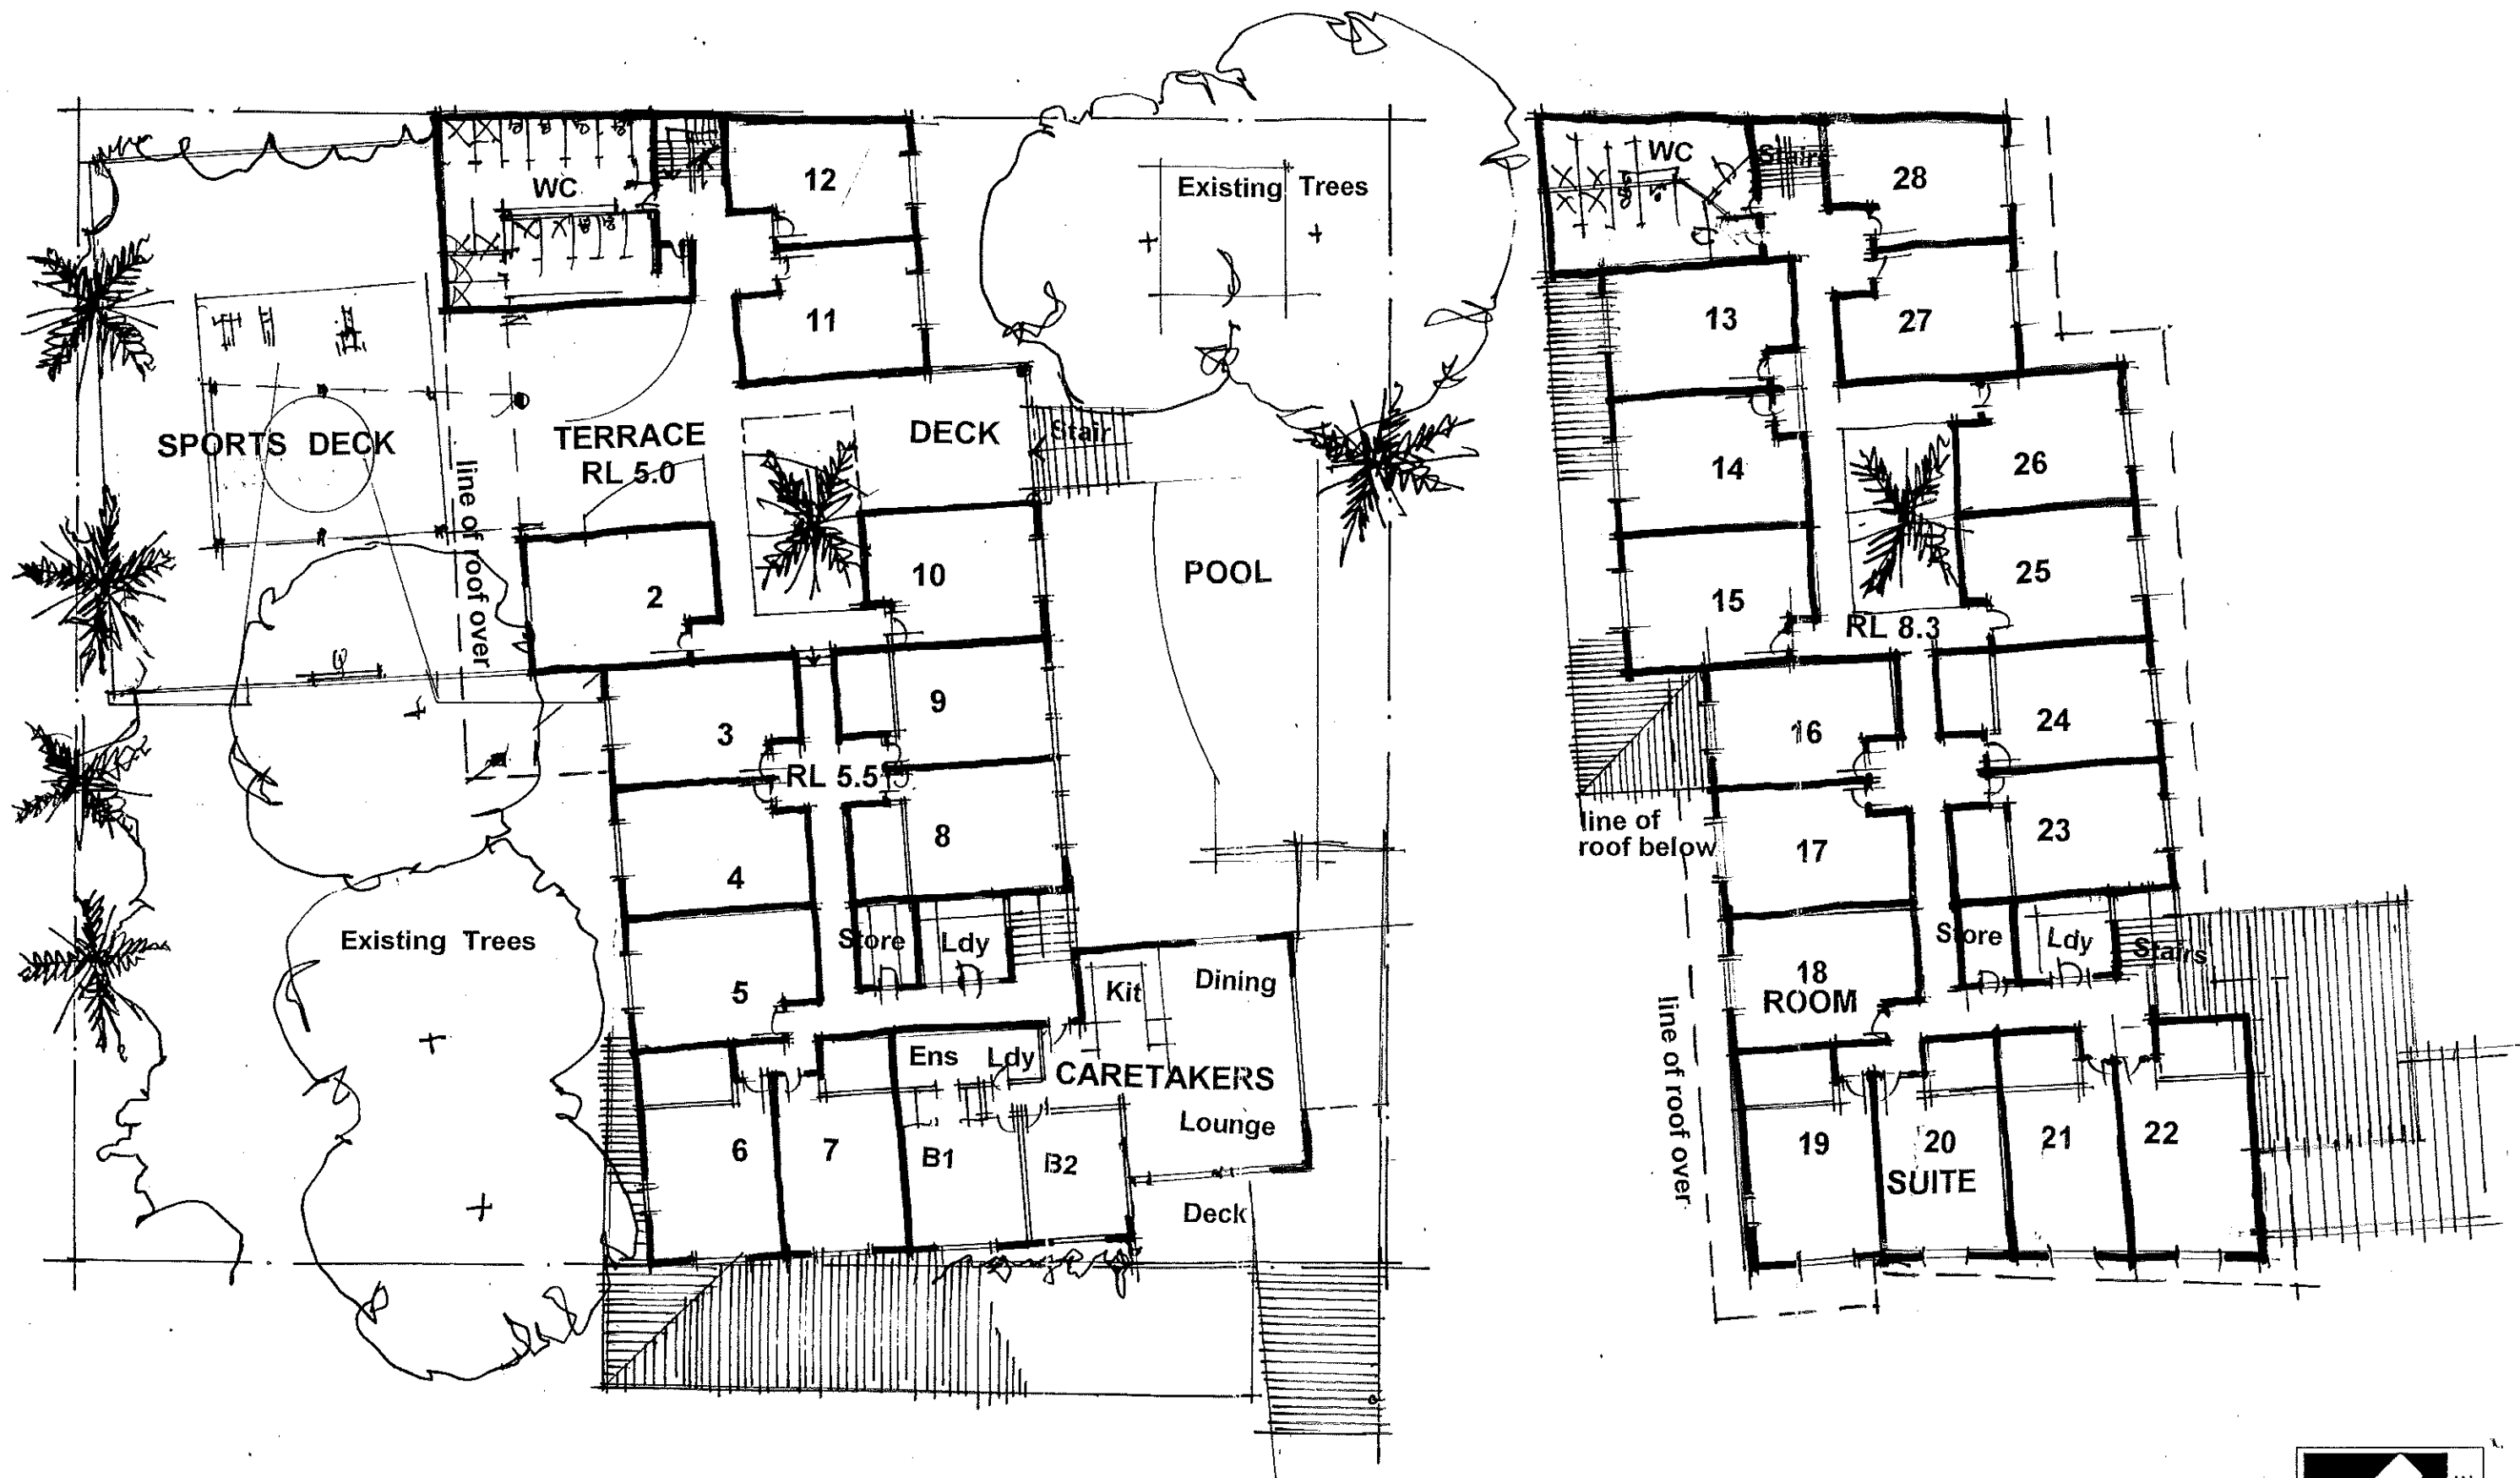 WC
12
11
Existing Trees
SPORTS DECK
TERRACE
RL 5.0
DECK
Stair
line of roof over
2
10
POOL
3
9
RL 5.5
4
8
Existing Trees
5
Store
Ldy
Kit
Dining
Ens
Ldy
CARETAKERS
Lounge
6
7
B1
B2
Deck
WC
Stairs
28
13
27
14
26
15
25
RL 8.3
16
24
line of
roof below
17
23
18
ROOM
Store
Ldy
Stairs
line of roof over
19
20
21
22
SUITE